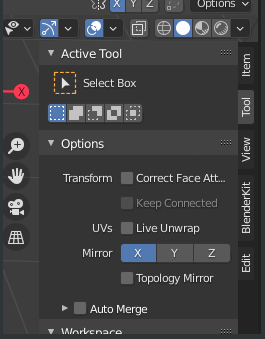 X Y Z Options
Active Tool
X
Select Box
Options
Transform Correct Face Att...
Keep Connected
UVs Live Unwrap
Mirror X Y Z
Topology Mirror
Auto Merge
Workspace
Item
Tool
View
BlenderKit
Edit